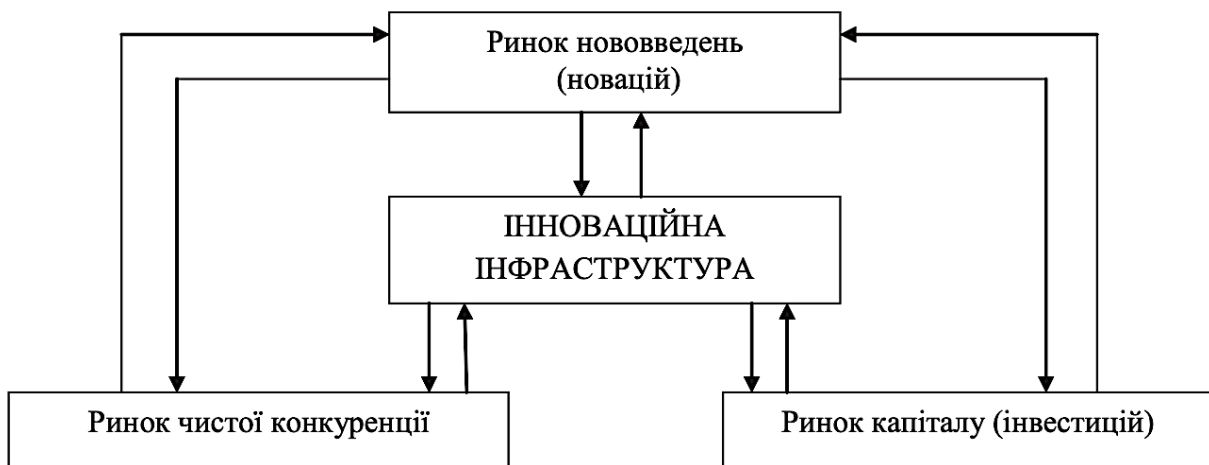 Ринок нововведень
(новацій)
ІННОВАЦІЙНА
ІНФРАСТРУКТУРА
Ринок чистої конкуренції
Ринок капіталу (інвестицій)